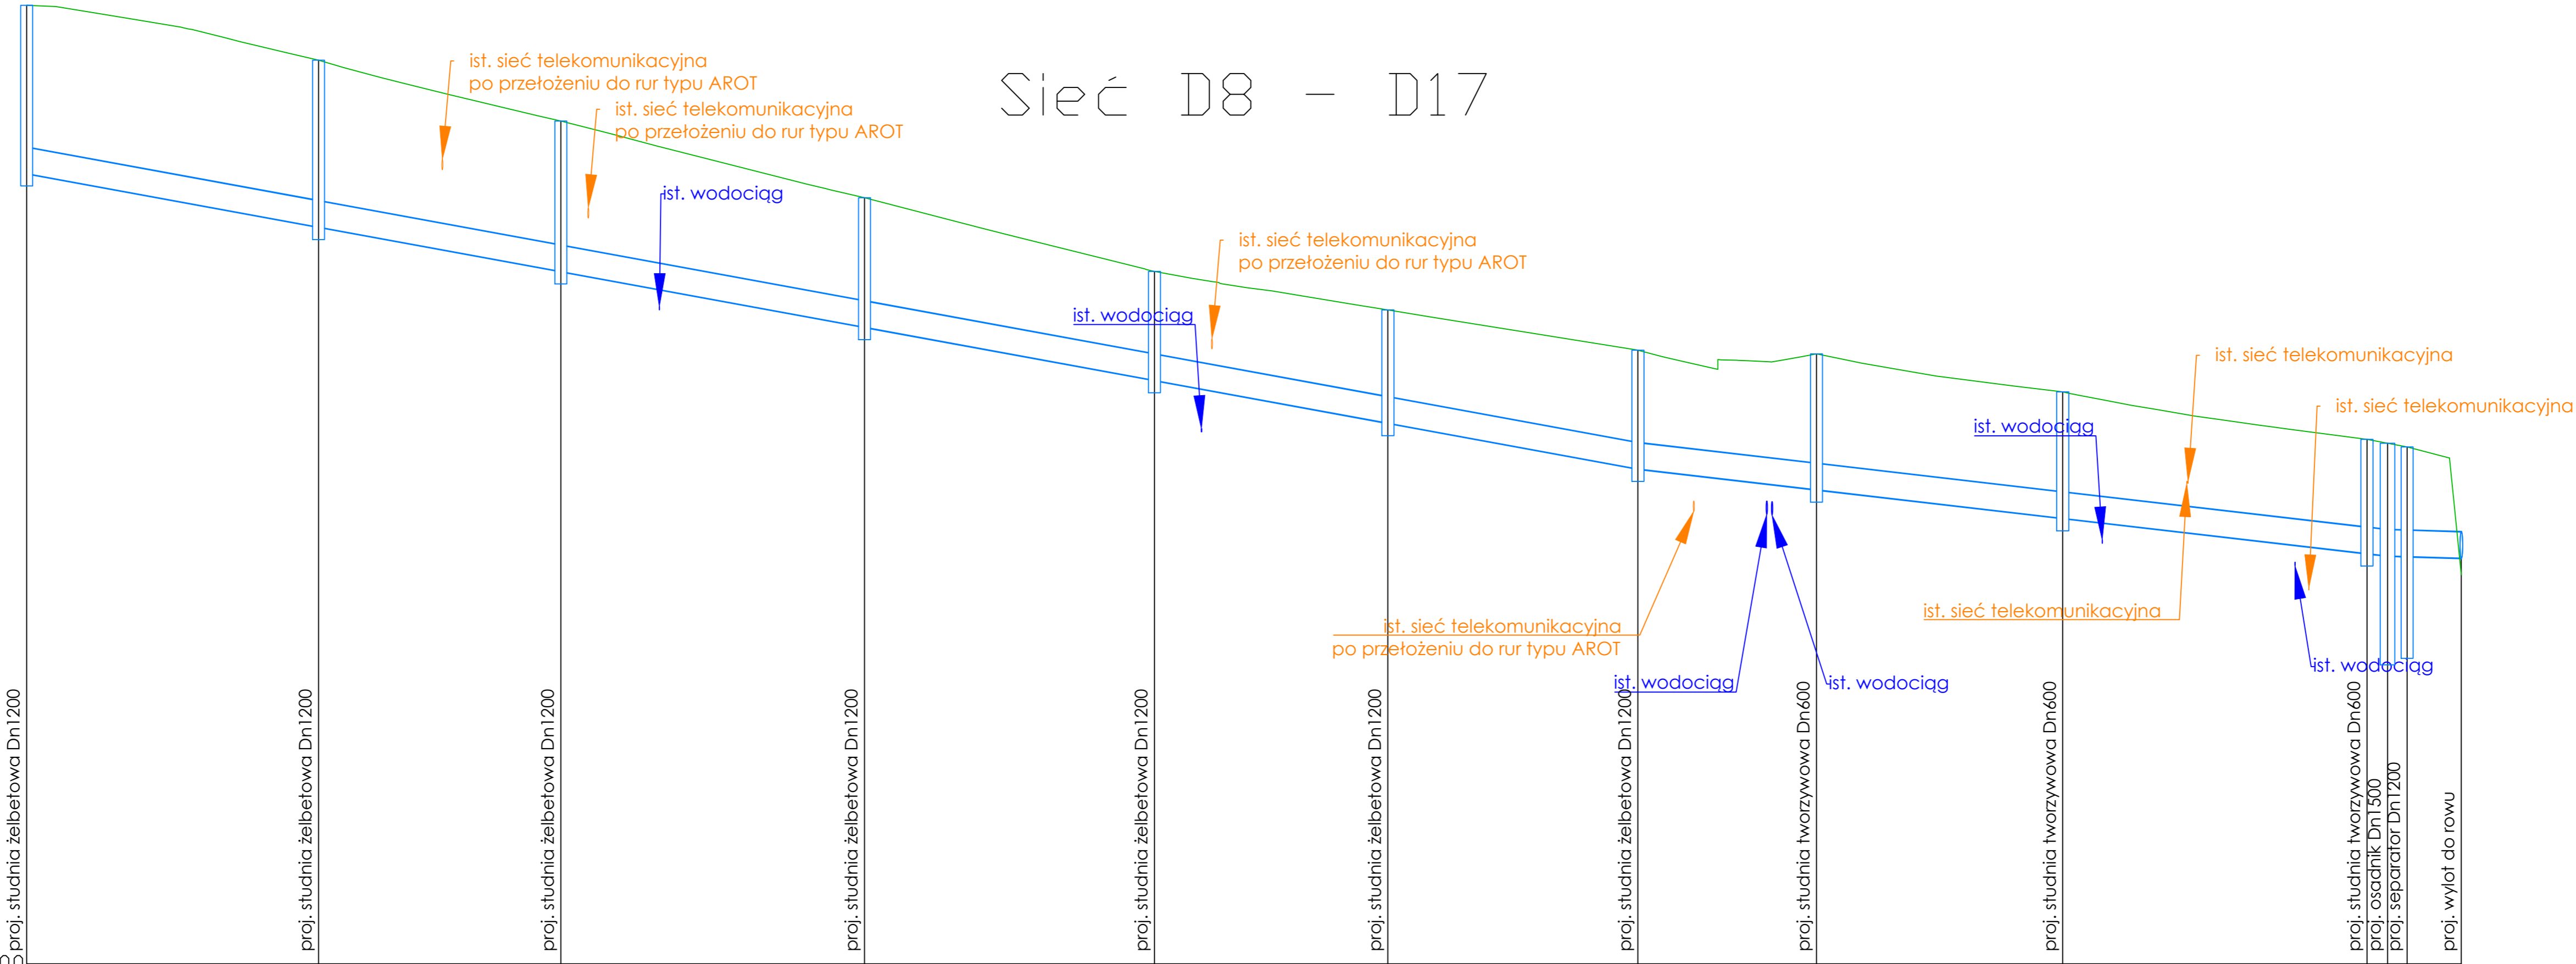 Sieć D8 - D17
ist. sieć telekomunikacyjna
po przełożeniu do rur typu AROT
ist. sieć telekomunikacyjna
po przełożeniu do rur typu AROT
ist. wodociąg
ist. sieć telekomunikacyjna
po przełożeniu do rur typu AROT
ist. wodociąg
ist. sieć telekomunikacyjna
ist. sieć telekomunikacyjna
ist. wodociąg
ist. sieć telekomunikacyjna
ist. sieć telekomunikacyjna
po przełożeniu do rur typu AROT
ist. wodociąg
ist. wodociąg
ist. wodociąg
proj. studnia żelbetowa Dn1200
proj. studnia żelbetowa Dn1200
proj. studnia żelbetowa Dn1200
proj. studnia żelbetowa Dn1200
proj. studnia żelbetowa Dn1200
proj. studnia żelbetowa Dn1200
proj. studnia żelbetowa Dn1200
proj. studnia tworzywowa Dn600
proj. studnia tworzywowa Dn600
proj. studnia tworzywowa Dn600
proj. osadnik Dn1500
proj. separator Dn1200
proj. wylot do rowu